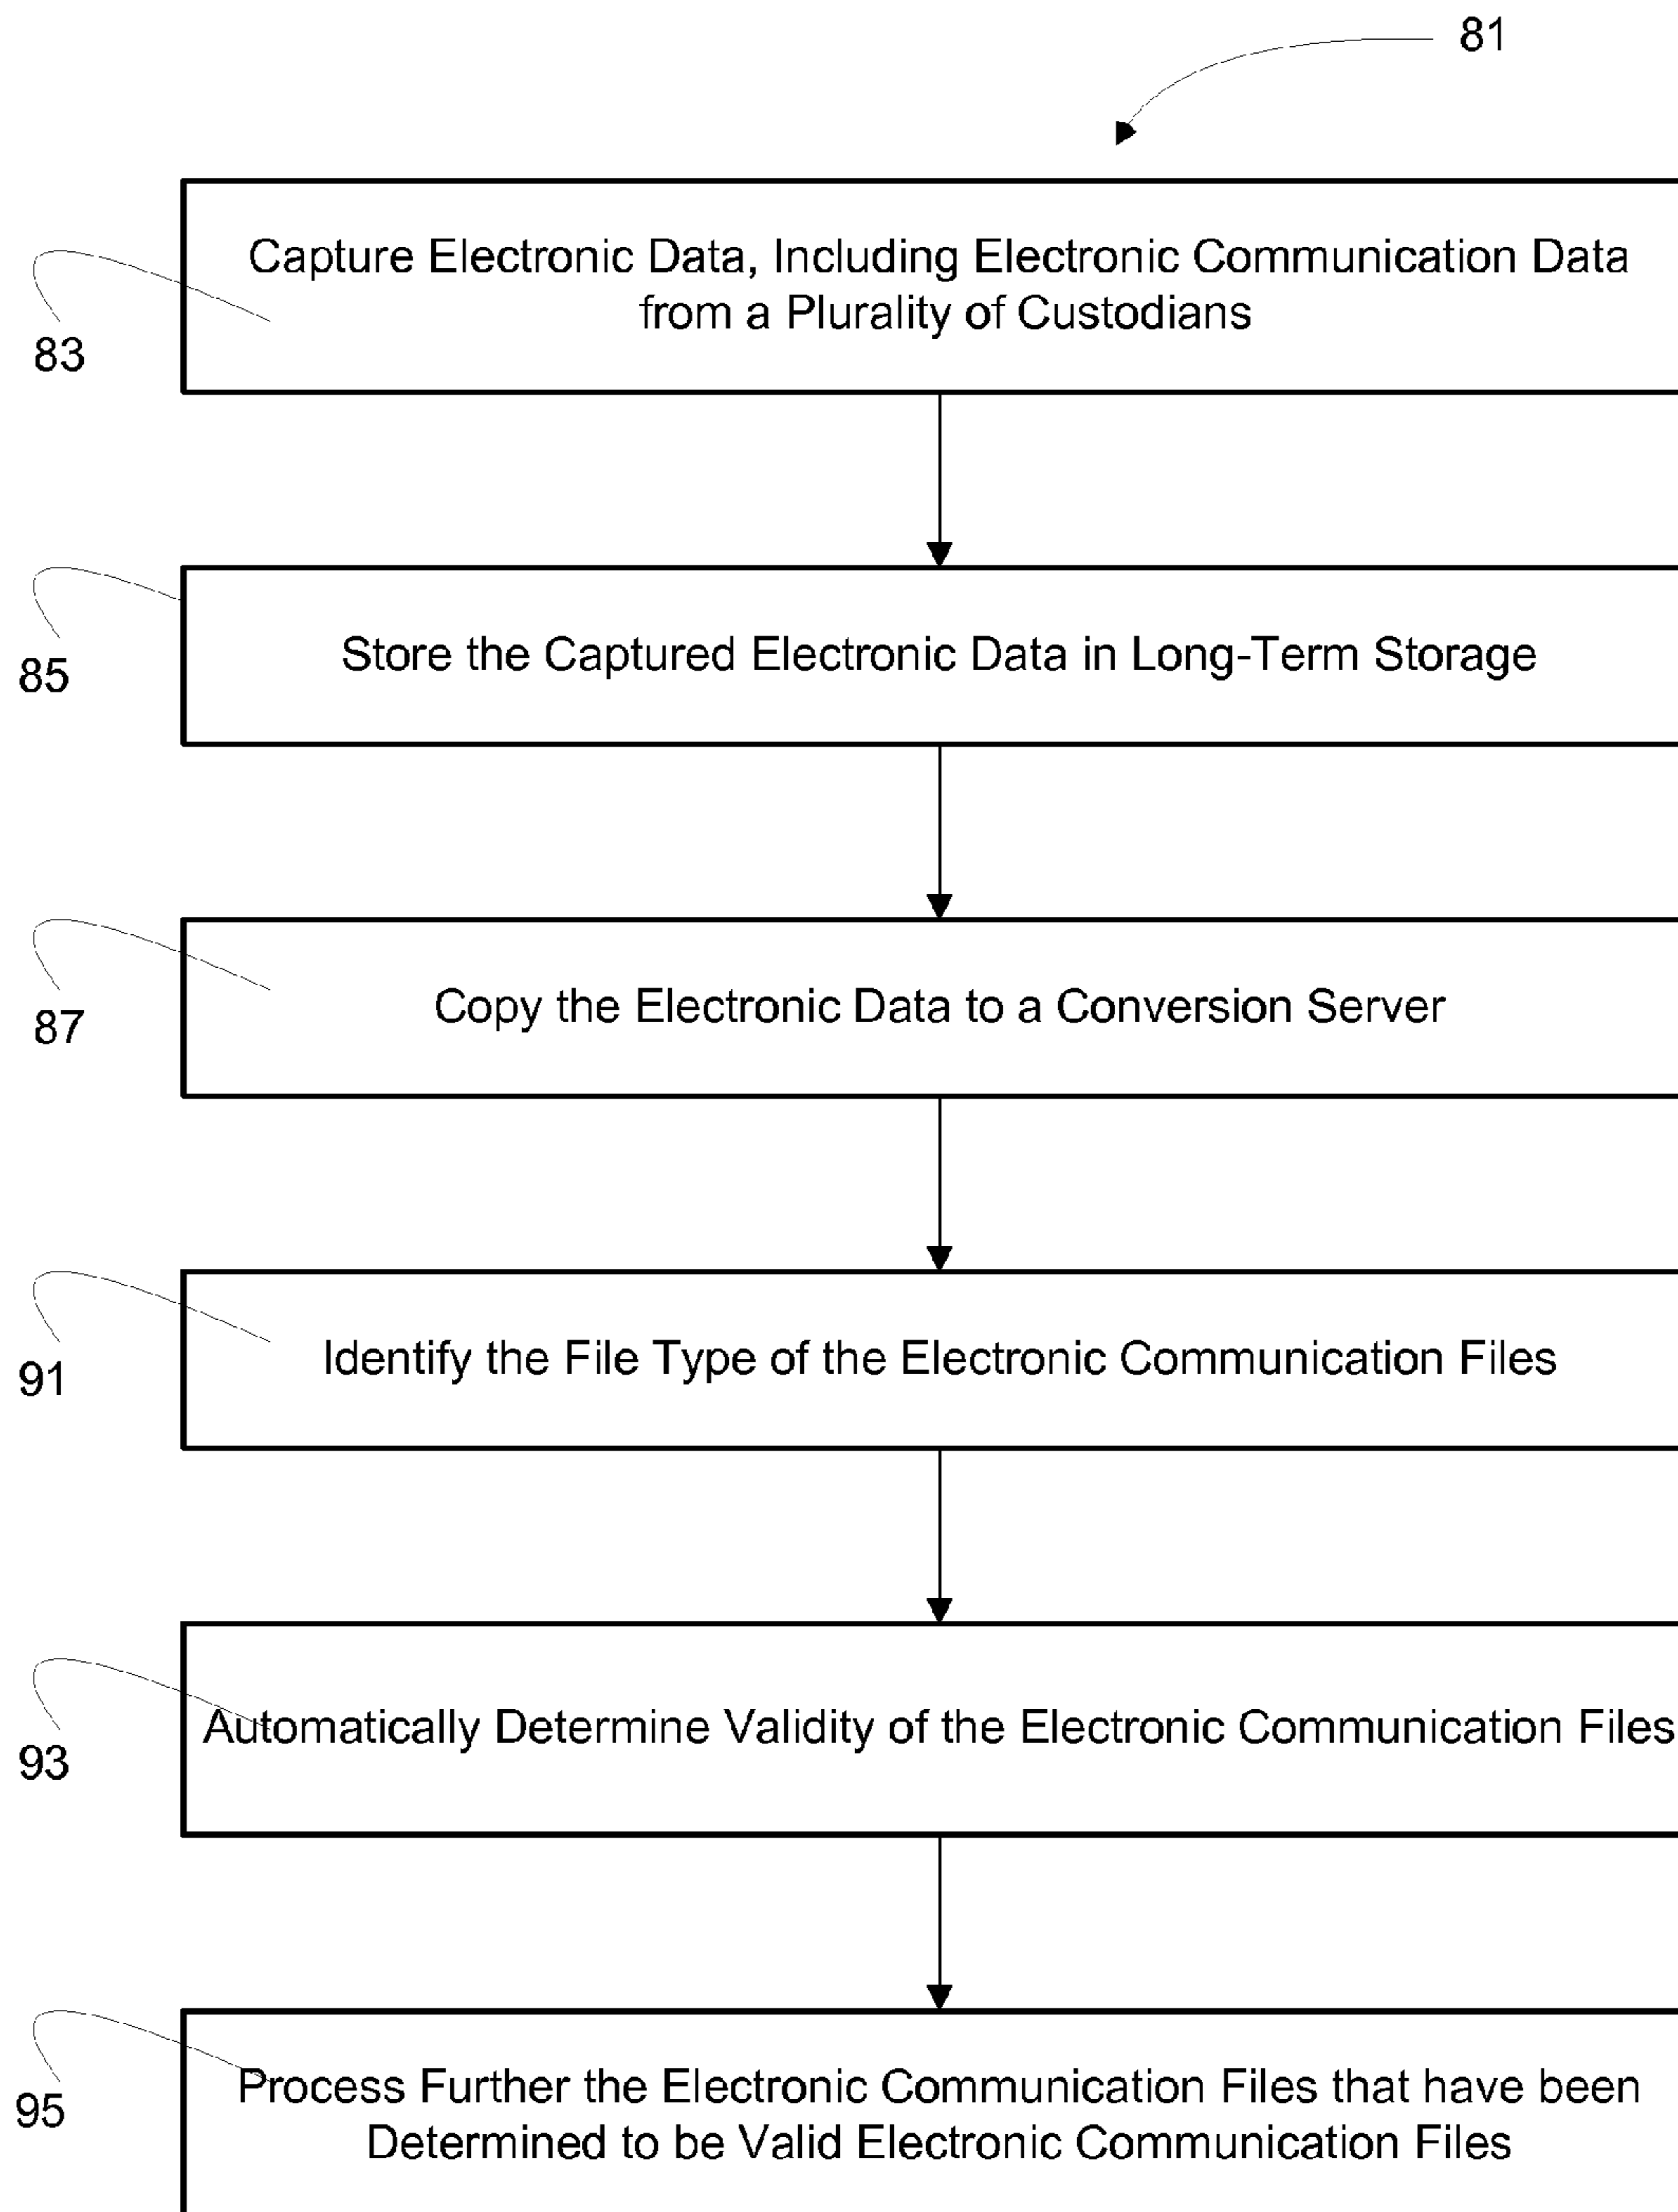 81
Capture Electronic Data, Including Electronic Communication Data
from a Plurality of Custodians
83
Store the Captured Electronic Data in Long-Term Storage
85
Copy the Electronic Data to a Conversion Server
87
Identify the File Type of the Electronic Communication Files
91
Automatically Determine Validity of the Electronic Communication Files
93
Process Further the Electronic Communication Files that have been
Determined to be Valid Electronic Communication Files
95